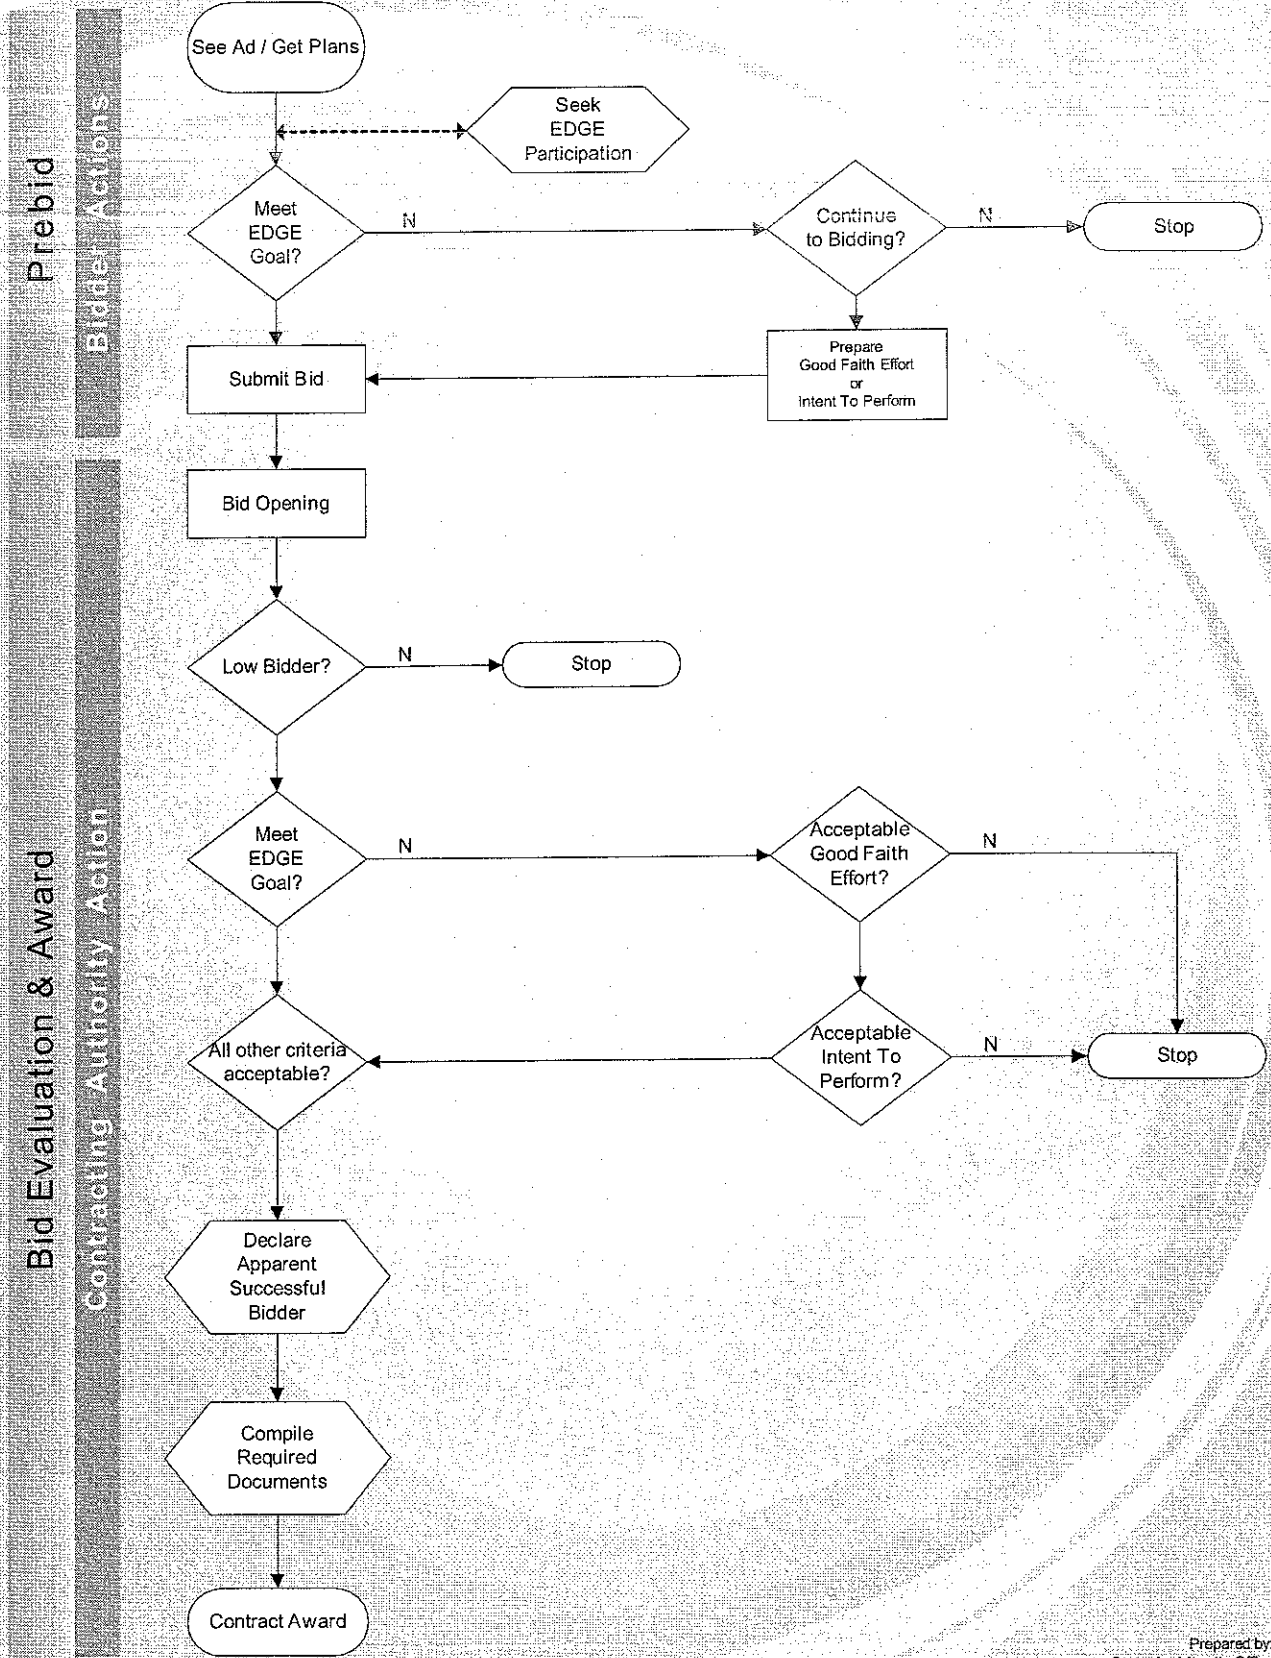 See Ad / Get Plans
Seek
EDGE
Participation
Prebid
Bidder Actions
Meet
EDGE
Goal?
N
Continue
to Bidding?
N
Stop
Submit Bid
Prepare
Good Faith Effort
or
Intent To Perform
Bid Opening
Low Bidder?
N
Stop
Bid Evaluation & Award
Contracting Authority Action
Meet
EDGE
Goal?
N
Acceptable
Good Faith
Effort?
N
All other criteria
acceptable?
Acceptable
Intent To
Perform?
N
Stop
Declare
Apparent
Successful
Bidder
Compile
Required
Documents
Contract Award
Prepared by